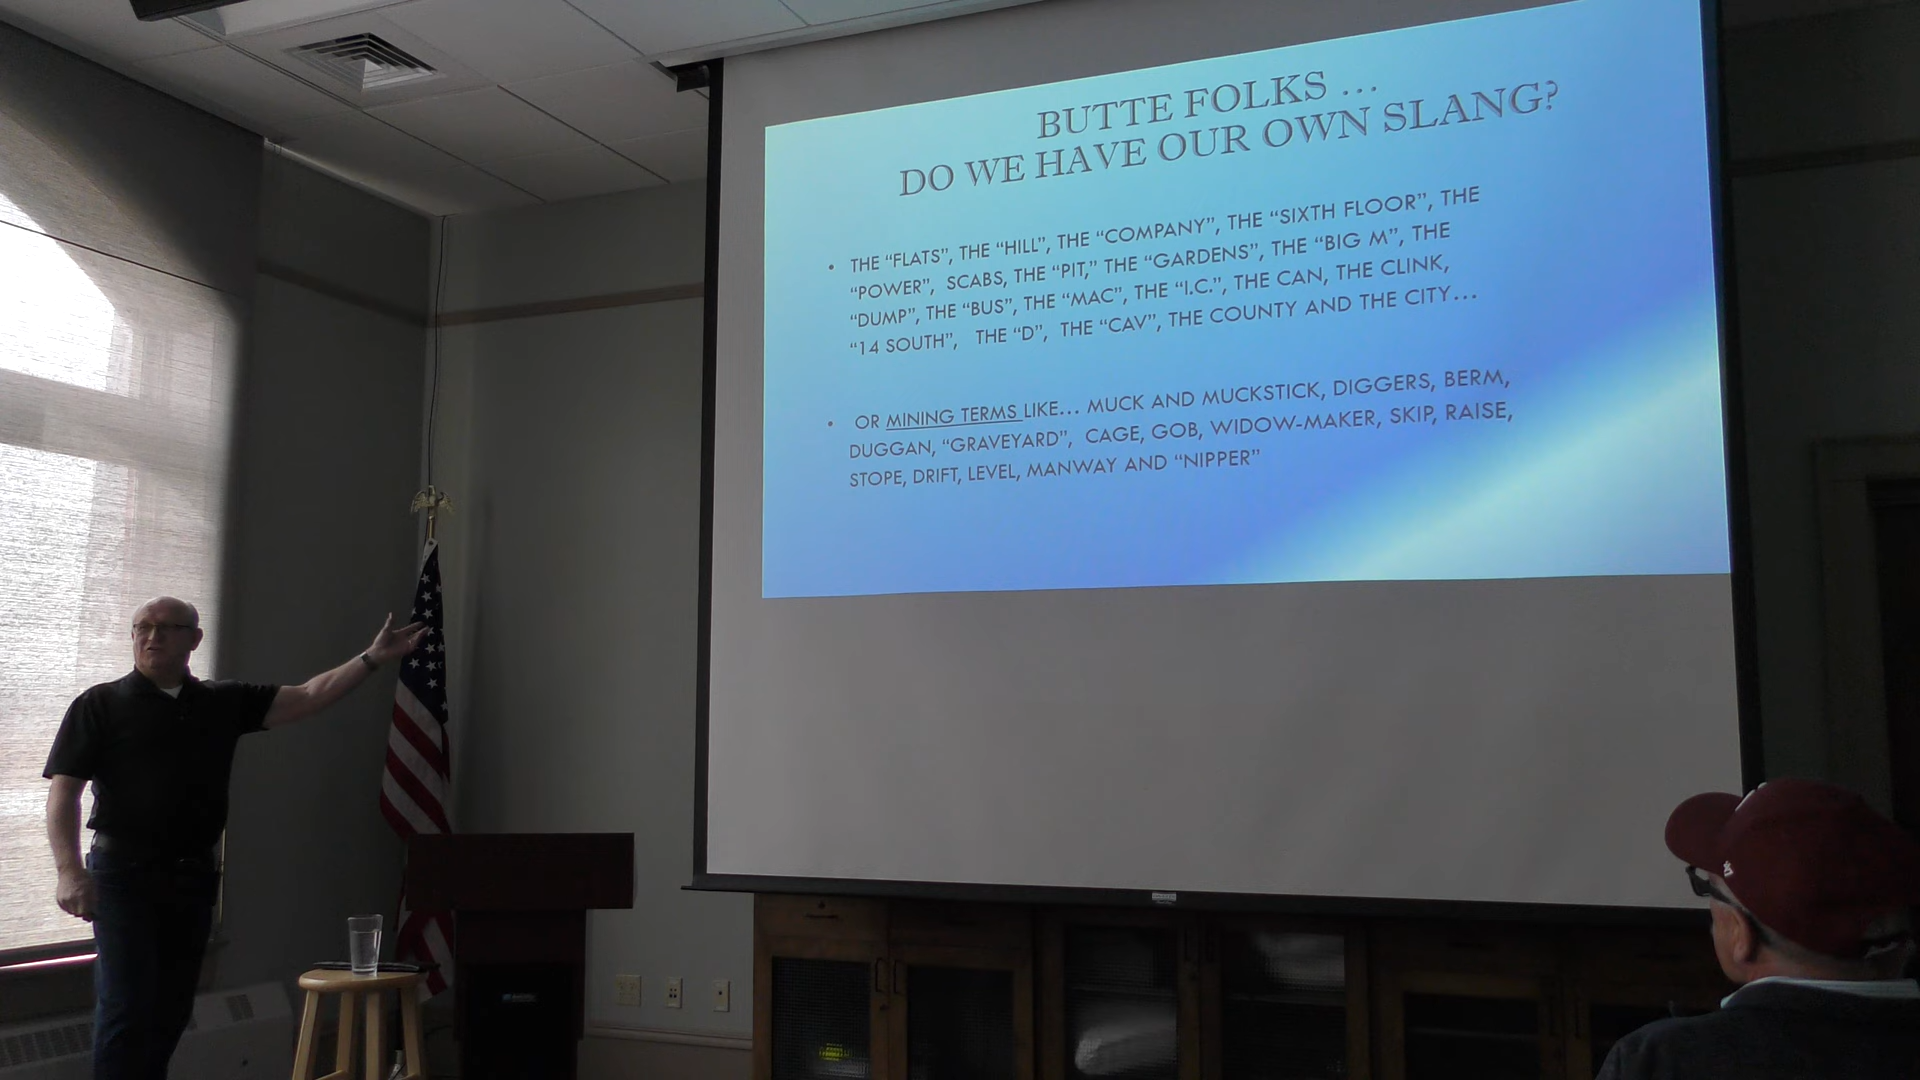 BUTTE FOLKS ...
DO WE HAVE OUR OWN SLANG?
• THE “FLATS”, THE “HILL”, THE “COMPANY”, THE “SIXTH FLOOR”, THE
“POWER”, SCABS, THE “PIT,” THE “GARDENS”, THE “BIG M”, THE
“DUMP”, THE “BUS”, THE “MAC”, THE “I.C.”, THE CAN, THE CLINK,
“14 SOUTH”, THE “D”, THE “CAV”, THE COUNTY AND THE CITY...
• OR MINING TERMS LIKE... MUCK AND MUCKSTICK, DIGGERS, BERM,
DUGGAN, “GRAVEYARD”, CAGE, GOB, WIDOW-MAKER, SKIP, RAISE,
STOPE, DRIFT, LEVEL, MANWAY AND “NIPPER”